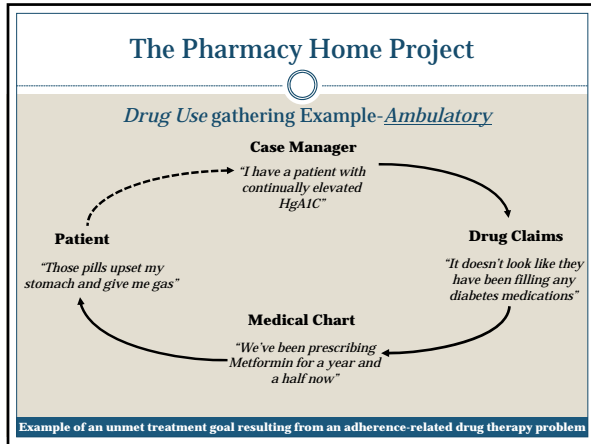 The Pharmacy Home Project
Drug Use gathering Example-Ambulatory
Case Manager
"I have a patient with
continually elevated
HgA1C"
Patient
"Those pills upset my
stomach and give me gas"
Drug Claims
"It doesn't look like they
have been filling any
diabetes medications"
Medical Chart
"We've been prescribing
Metformin for a year and
a half now"
Example of an unmet treatment goal resulting from an adherence-related drug therapy problem